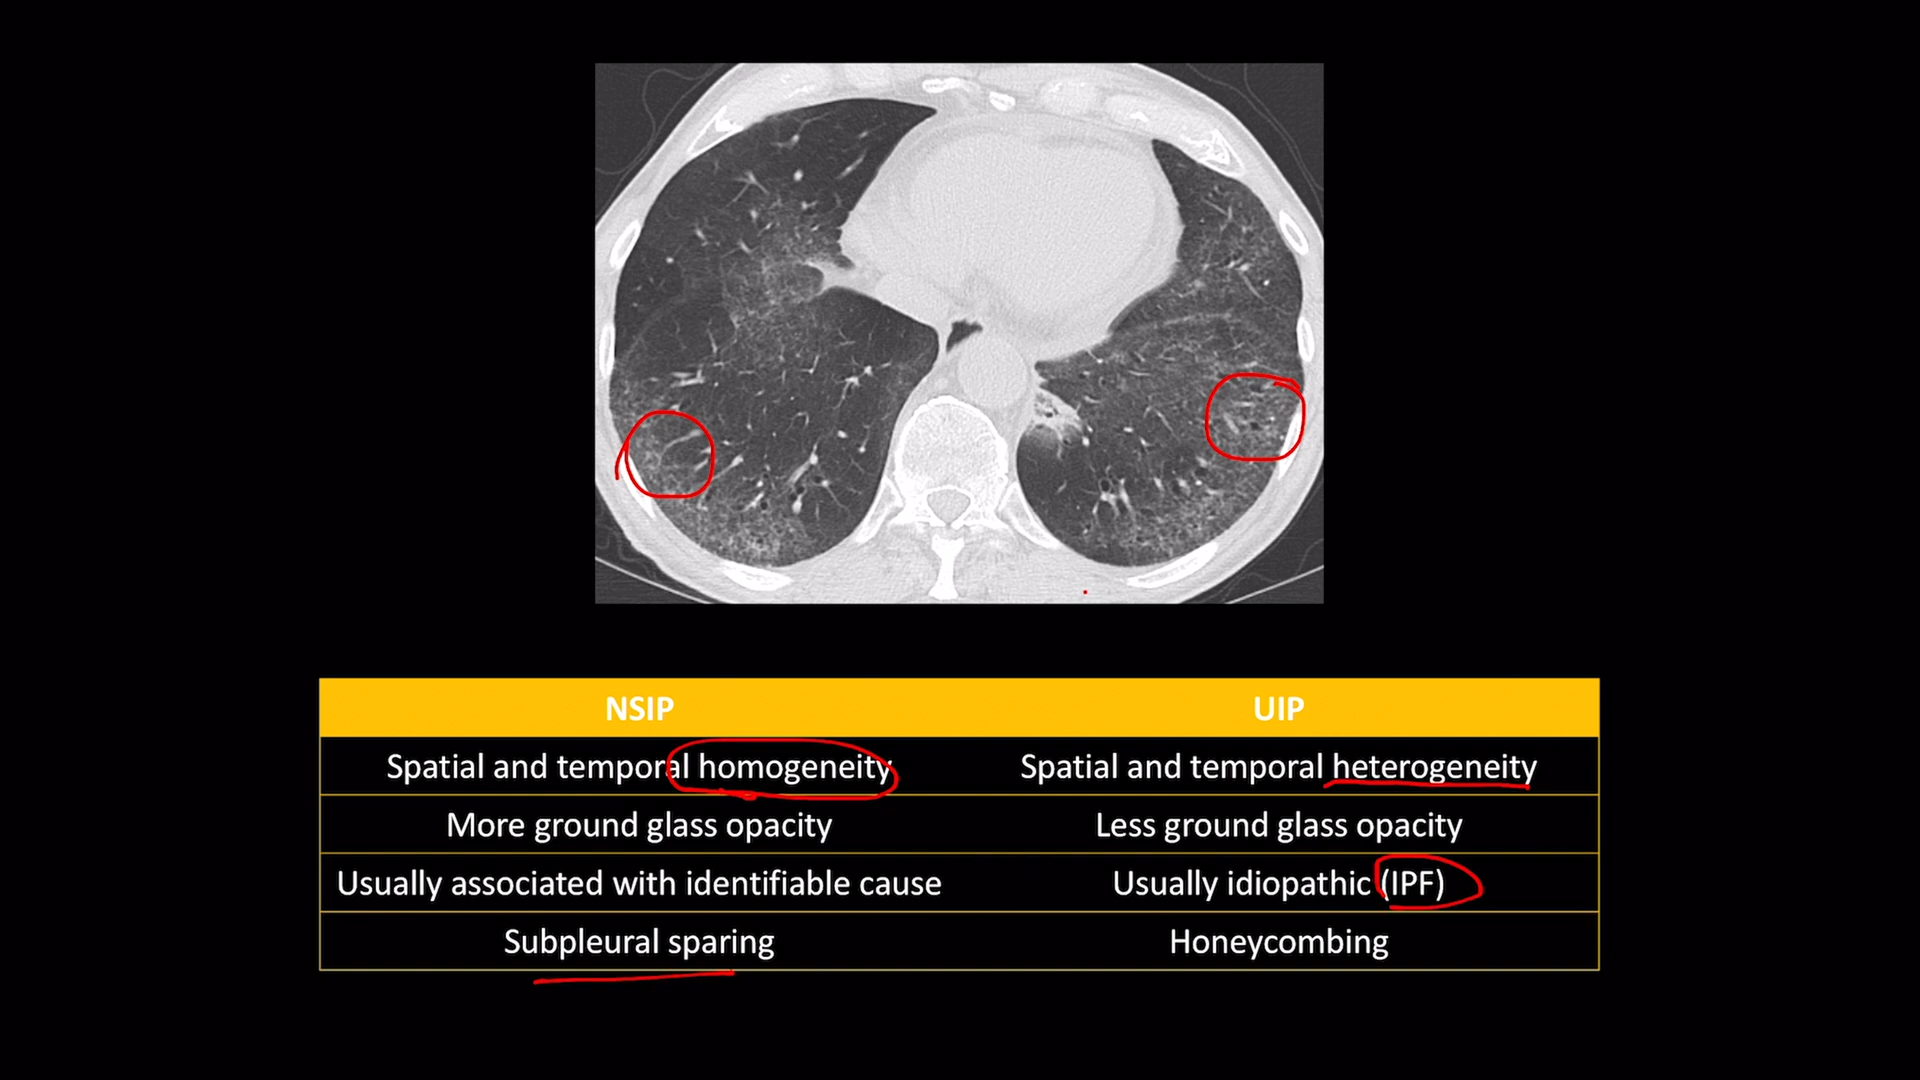 NSIP UIP
Spatial and temporal homogeneity Spatial and temporal heterogeneity
More ground glass opacity Less ground glass opacity
Usually associated with identifiable cause Usually idiopathic (IPF)
Subpleural sparing Honeycombing